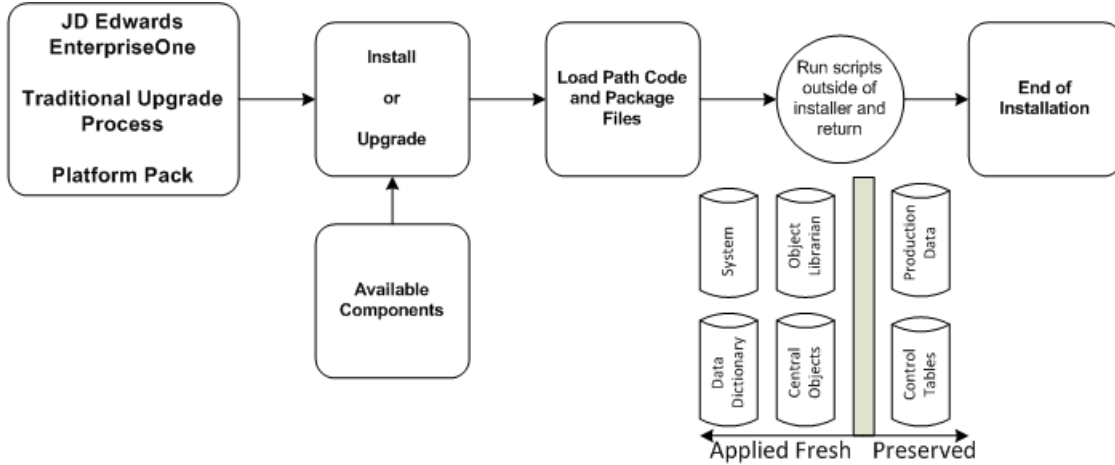 JD Edwards
EnterpriseOne
Traditional Upgrade
Process
Platform Pack
Install
or
Upgrade
Available
Components
Load Path Code
and Package
Files
Run scripts
outside of
installer and
return
End of
Installation
System
Object
Librarian
Production
Data
Data
Dictionary
Central
Objects
Control
Tables
Applied Fresh
Preserved